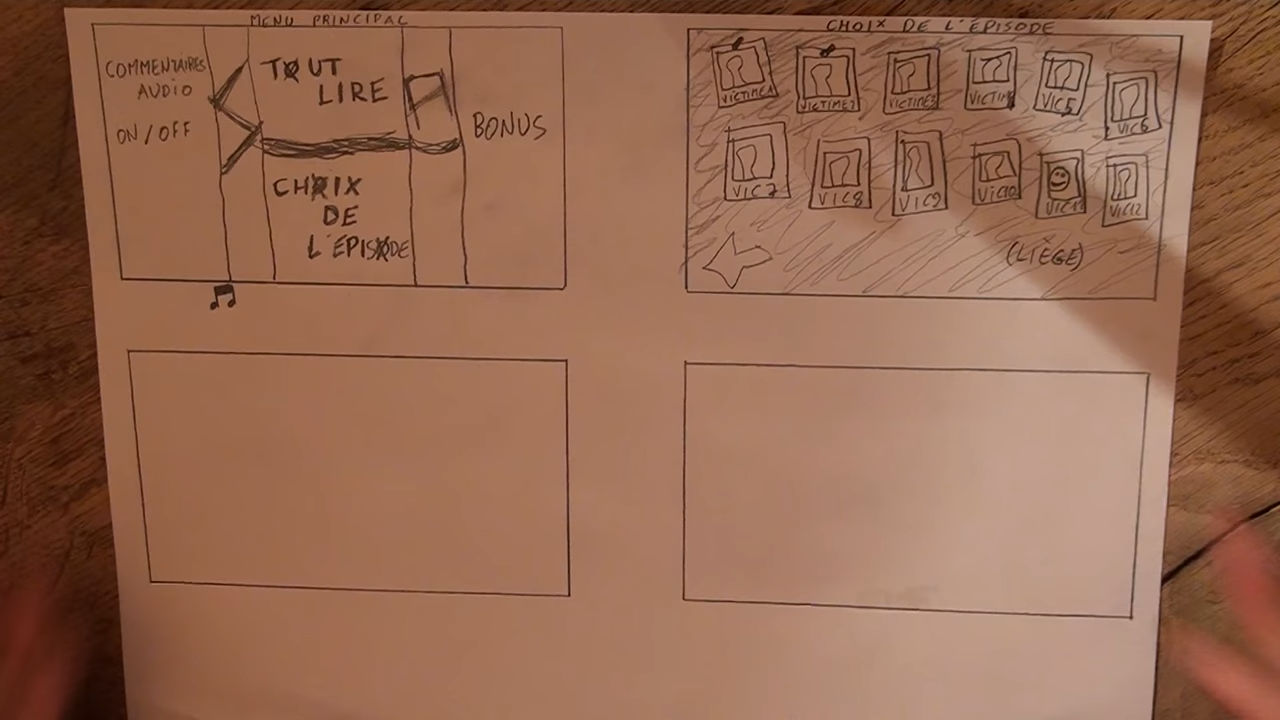 MENU PRINCIPAL
COMMENTAIRES
AUDIO
ON / OFF
TOUT
LIRE
CHOIX
DE
L'ÉPISODE
BONUS
CHOIX DE L'ÉPISODE
VICTIME1
VICTIME2
VICTIME3
VICTIME
VIC5
VIC6
VIC7
VIC8
VIC9
VIC10
VIC11
VIC12
(LIÈGE)